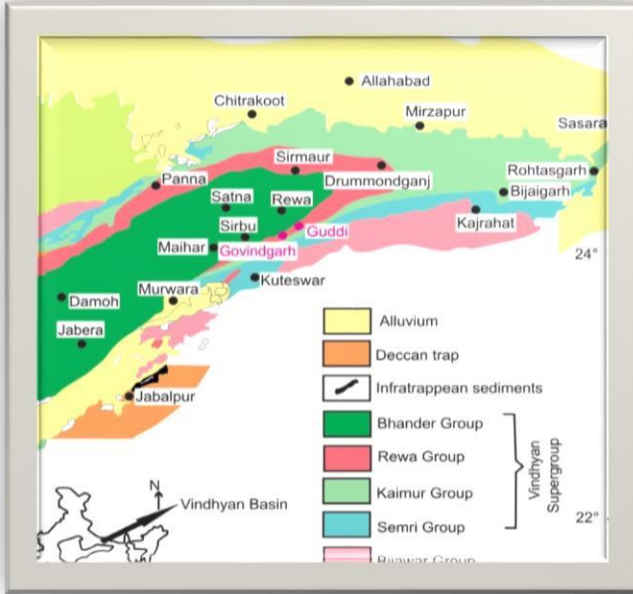 Allahabad
Chitrakoot
Mirzapur
Sasara
Sirmaur
Rohtasgarh
Panna
Drummondganj
Bijaigarh
Satna
Rewa
Kajrahat
Sirbu
Guddi
Maihar
Govindgarh
24°
Kuteswar
Murwara
Damoh
Jabera
Jabalpur
Alluvium
Deccan trap
Infratrappean sediments
Bhander Group
Rewa Group
Kaimur Group
Semri Group
Vindhyan
Supergroup
N
Vindhyan Basin
22°
Bijawar Group